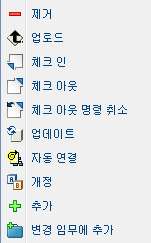 제거
업로드
체크 인
체크 아웃
체크 아웃 명령 취소
업데이트
자동 연결
개정
추가
변경 임무에 추가